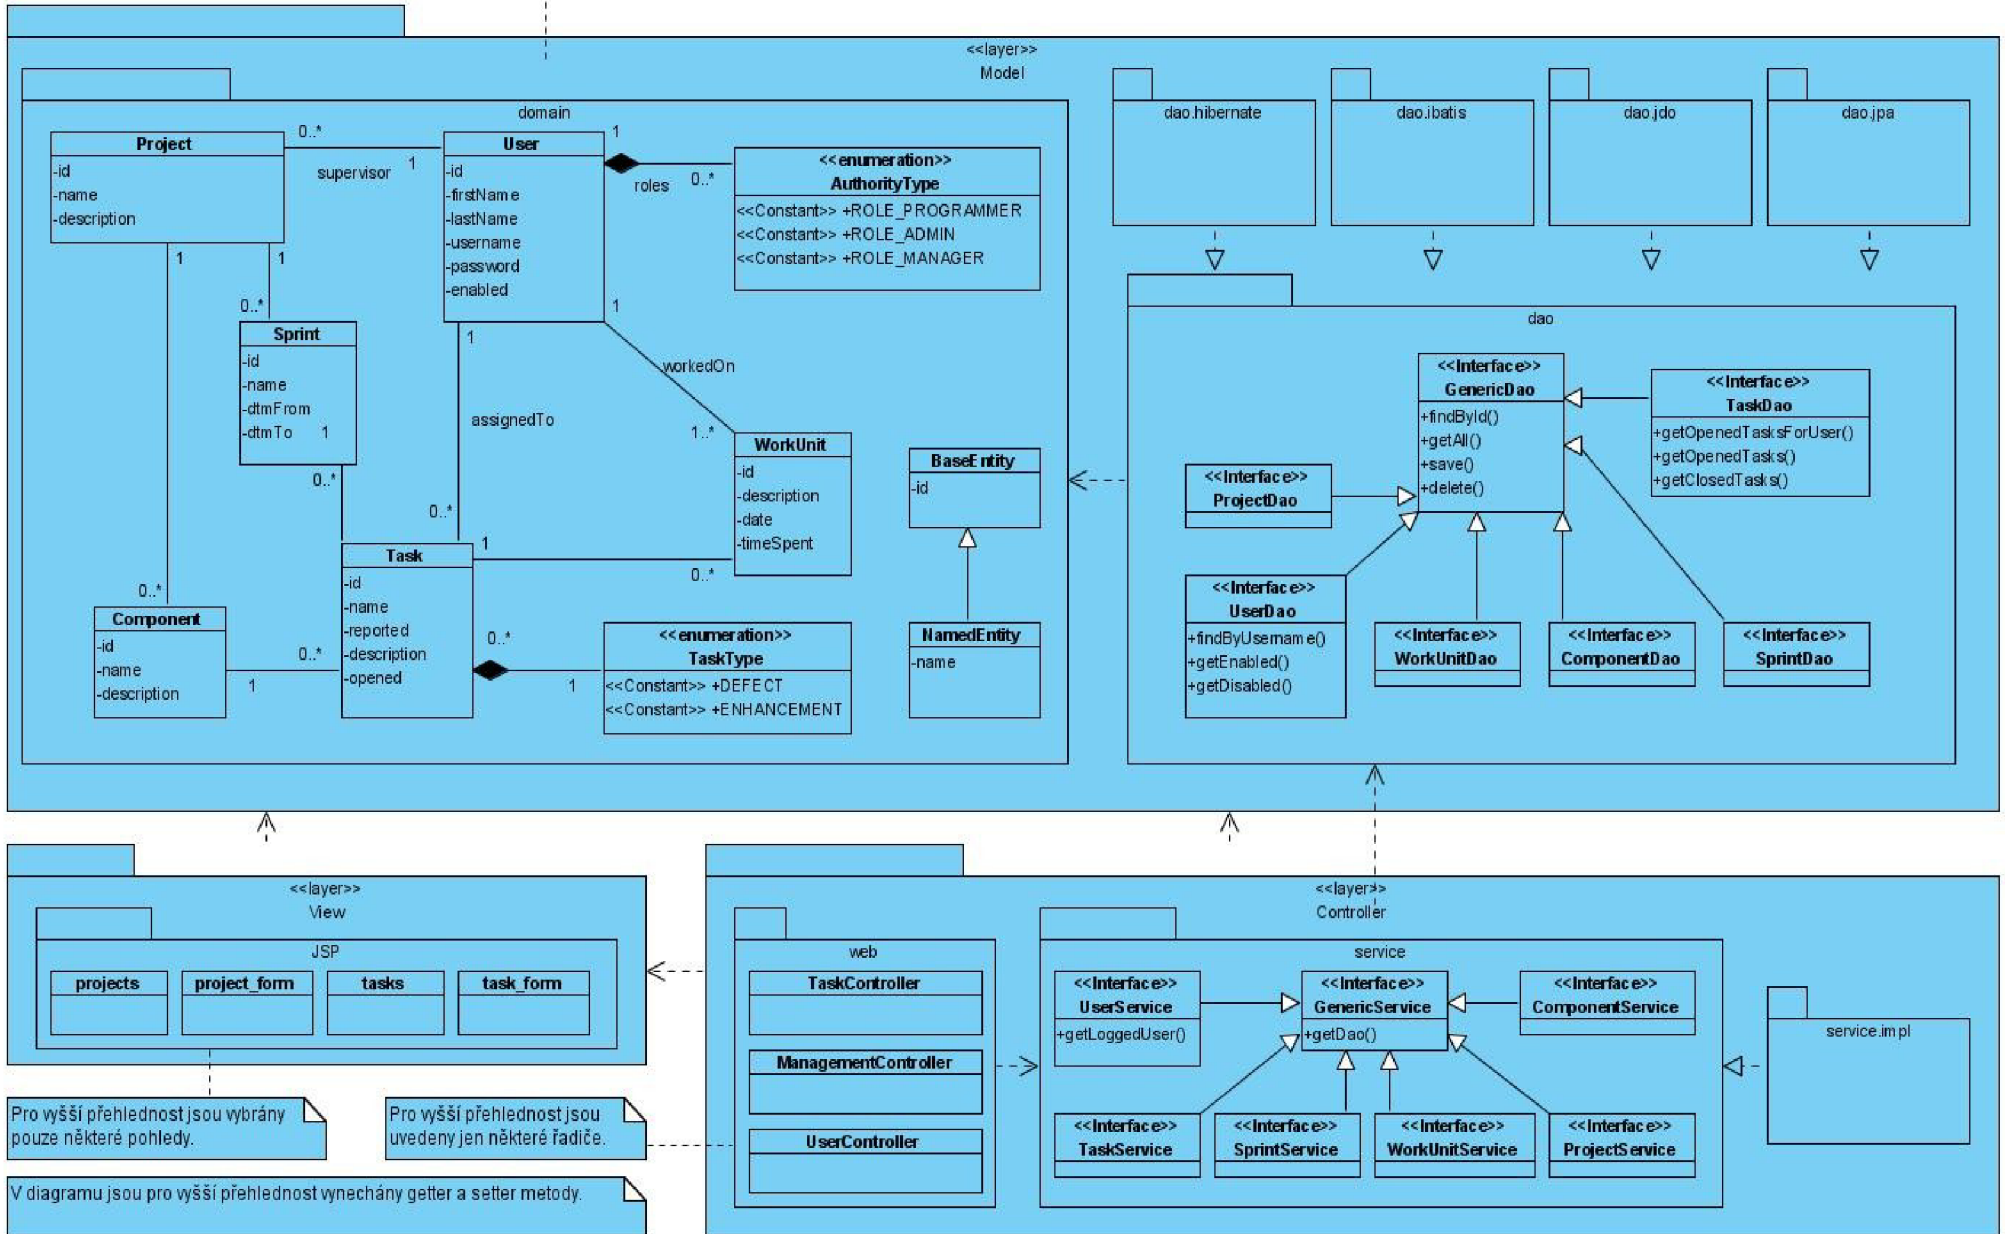 <<layer>>
Model
domain
Project
-id
-name
-description
0..*
supervisor
1
User
-id
-firstName
-lastName
-username
-password
-enabled
1
roles
0..*
<<enumeration>>
AuthorityType
<<Constant>> +ROLE_PROGRAMMER
<<Constant>> +ROLE_ADMIN
<<Constant>> +ROLE_MANAGER
1
1
0..*
Sprint
-id
-name
-dtmFrom
-dtmTo
1
0..*
1
assignedTo
0..*
1
workedOn
1..*
WorkUnit
-id
-description
-date
-timeSpent
BaseEntity
-id
Task
-id
-name
-reported
-description
-opened
1
0..*
0..*
Component
-id
-name
-description
0..*
1
0..*
1
<<enumeration>>
TaskType
<<Constant>> +DEFECT
<<Constant>> +ENHANCEMENT
NamedEntity
-name
dao.hibernate
dao.ibatis
dao.jdo
dao.jpa
dao
<<Interface>>
GenericDao
+findById()
+getAll()
+save()
+delete()
<<Interface>>
TaskDao
+getOpenedTasksForUser()
+getOpenedTasks()
+getClosedTasks()
<<Interface>>
ProjectDao
<<Interface>>
UserDao
+findByUsername()
+getEnabled()
+getDisabled()
<<Interface>>
WorkUnitDao
<<Interface>>
ComponentDao
<<Interface>>
SprintDao
<<layer>>
View
JSP
projects
project_form
tasks
task_form
Pro vyšší přehlednost jsou vybrány
pouze některé pohledy.
Pro vyšší přehlednost jsou
uvedeny jen některé řadiče.
V diagramu jsou pro vyšší přehlednost vynechány getter a setter metody.
<<layer>>
Controller
web
TaskController
ManagementController
UserController
service
<<Interface>>
UserService
+getLoggedUser()
<<Interface>>
GenericService
+getDao()
<<Interface>>
ComponentService
<<Interface>>
TaskService
<<Interface>>
SprintService
<<Interface>>
WorkUnitService
<<Interface>>
ProjectService
service.impl